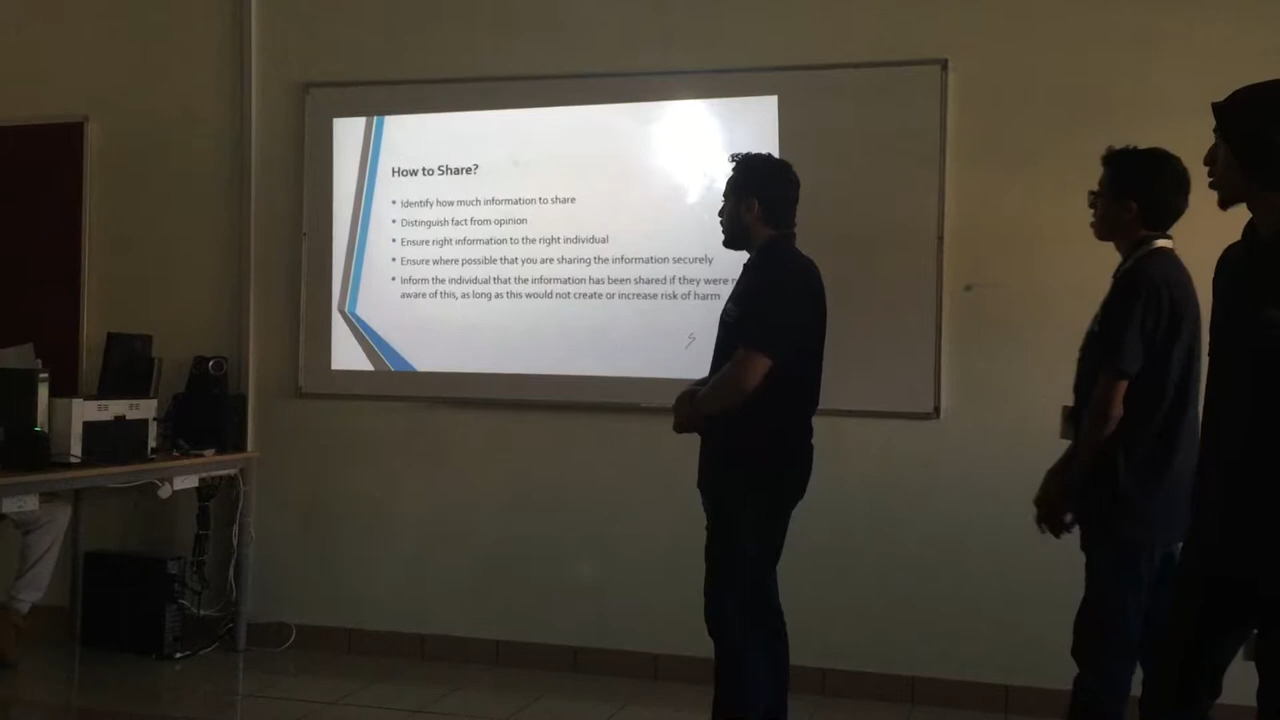 How to Share?
* Identify how much information to share
* Distinguish fact from opinion
* Ensure right information to the right individual
* Ensure where possible that you are sharing the information securely
* Inform the individual that the information has been shared if they were
aware of this, as long as this would not create or increase risk of harm